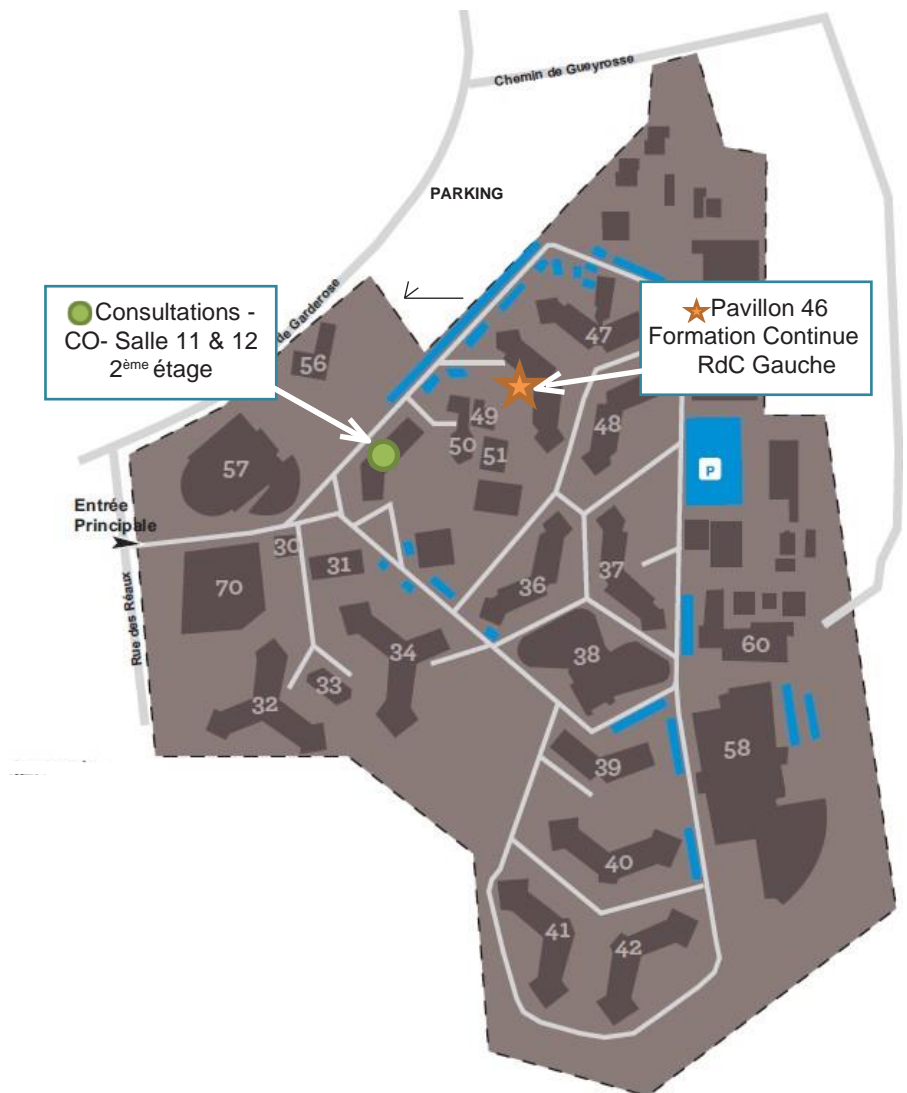 Chemin de Gueyrosse
PARKING
de Garderose
Consultations -
CO- Salle 11 & 12
2ème étage
Pavillon 46
Formation Continue
RdC Gauche
47
56
49
50
51
48
57
P
Entrée
Principale
30
31
70
36
37
Rue des Réaux
34
38
60
33
32
58
39
40
41
42